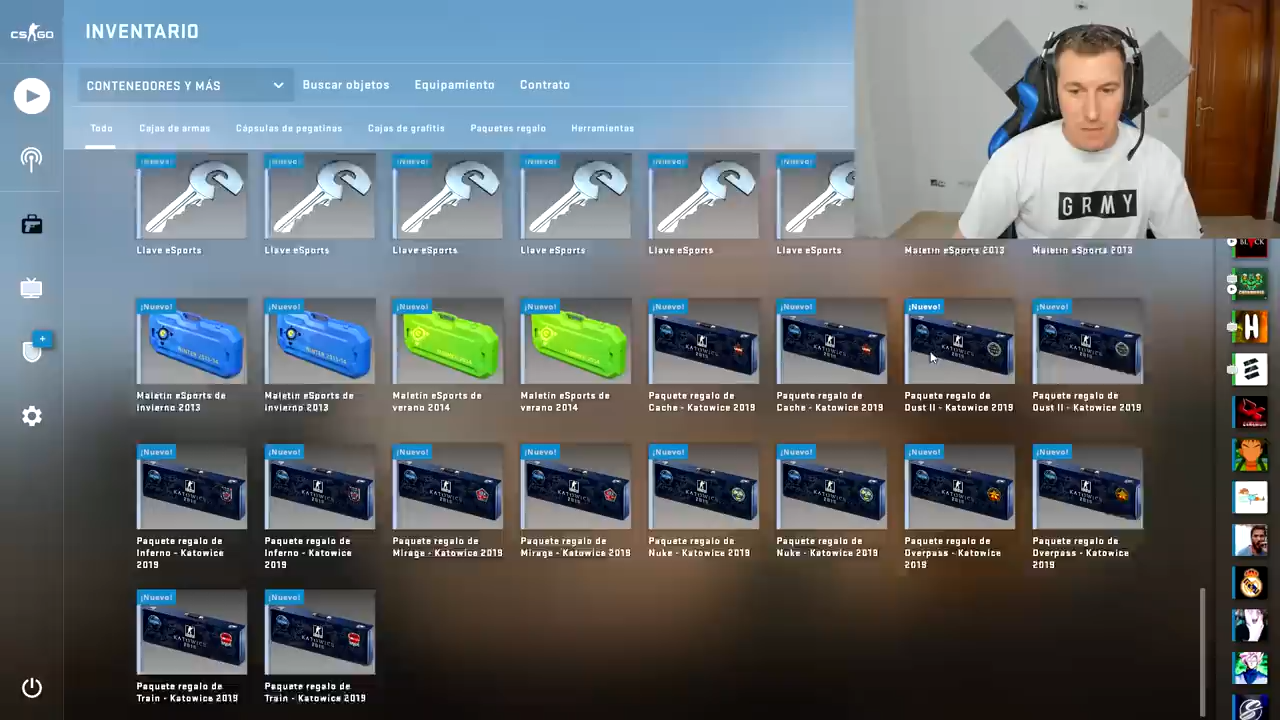 CS:GO
INVENTARIO
CONTENEDORES Y MÁS
Buscar objetos
Equipamiento
Contrato
Todo
Cajas de armas
Cápsulas de pegatinas
Cajas de grafitis
Paquetes regalo
Herramientas
GRMY
¡Nuevo! ¡Nuevo! ¡Nuevo! ¡Nuevo! ¡Nuevo! ¡Nuevo!
Llave eSports
Llave eSports
Llave eSports
Llave eSports
Llave eSports
Llave eSports
Maletín eSports 2013
Maletín eSports 2013
¡Nuevo! ¡Nuevo! ¡Nuevo! ¡Nuevo! ¡Nuevo! ¡Nuevo! ¡Nuevo! ¡Nuevo!
Maletín eSports de
invierno 2013
Maletín eSports de
invierno 2013
Maletín eSports de
verano 2014
Maletín eSports de
verano 2014
Paquete regalo de
Cache - Katowice 2019
Paquete regalo de
Cache - Katowice 2019
Paquete regalo de
Dust II - Katowice 2019
Paquete regalo de
Dust II - Katowice 2019
¡Nuevo! ¡Nuevo! ¡Nuevo! ¡Nuevo! ¡Nuevo! ¡Nuevo! ¡Nuevo! ¡Nuevo!
Paquete regalo de
Inferno - Katowice
2019
Paquete regalo de
Inferno - Katowice
2019
Paquete regalo de
Mirage - Katowice 2019
Paquete regalo de
Mirage - Katowice 2019
Paquete regalo de
Nuke - Katowice 2019
Paquete regalo de
Nuke - Katowice 2019
Paquete regalo de
Overpass - Katowice
2019
Paquete regalo de
Overpass - Katowice
2019
¡Nuevo! ¡Nuevo!
Paquete regalo de
Train - Katowice 2019
Paquete regalo de
Train - Katowice 2019